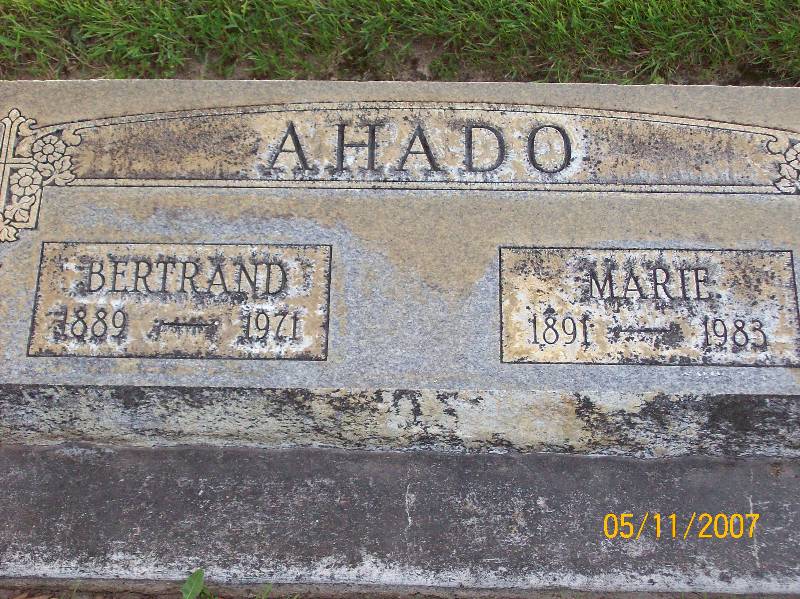 AHADO
BERTRAND
1889 1971
MARIE
1891 1983
05/11/2007